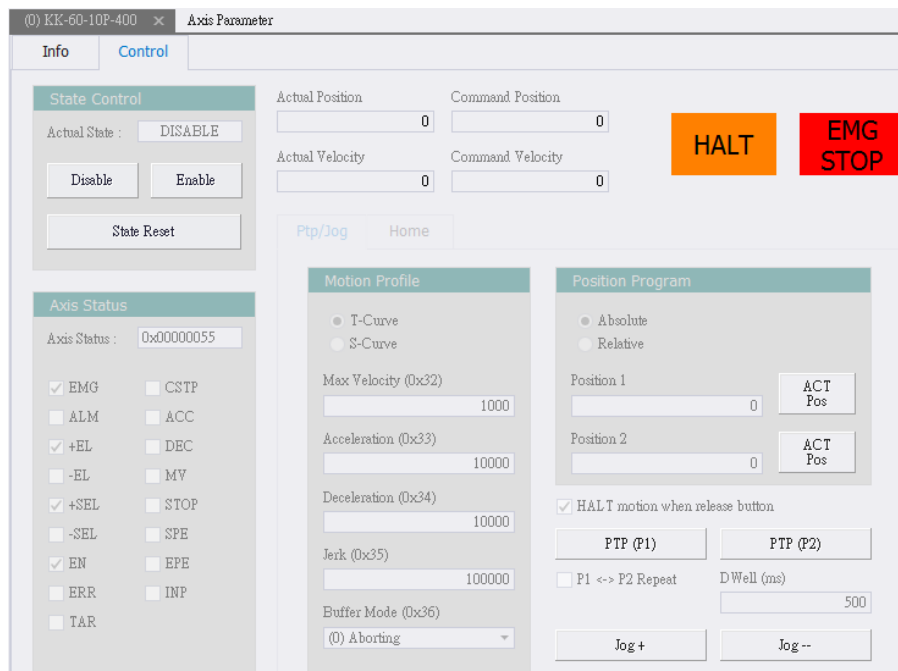 (0) KK-60-10P-400 × Axis Parameter
Info Control
State Control
Actual State : DISABLE
Disable Enable
State Reset
Axis Status
Axis Status : 0x00000055
EMG CSTP
ALM ACC
+EL DEC
-EL MV
+SEL STOP
-SEL SPE
EN EPE
ERR INP
TAR
Actual Position Command Position
0 0
Actual Velocity Command Velocity
0 0
HALT
EMG
STOP
Ptp/Jog Home
Motion Profile
T-Curve
S-Curve
Max Velocity (0x32)
1000
Acceleration (0x33)
10000
Deceleration (0x34)
10000
Jerk (0x35)
100000
Buffer Mode (0x36)
(0) Aborting
Position Program
Absolute
Relative
Position 1
0
ACT
Pos
Position 2
0
ACT
Pos
HALT motion when release button
PTP (P1) PTP (P2)
P1 <-> P2 Repeat DWell (ms)
500
Jog + Jog --